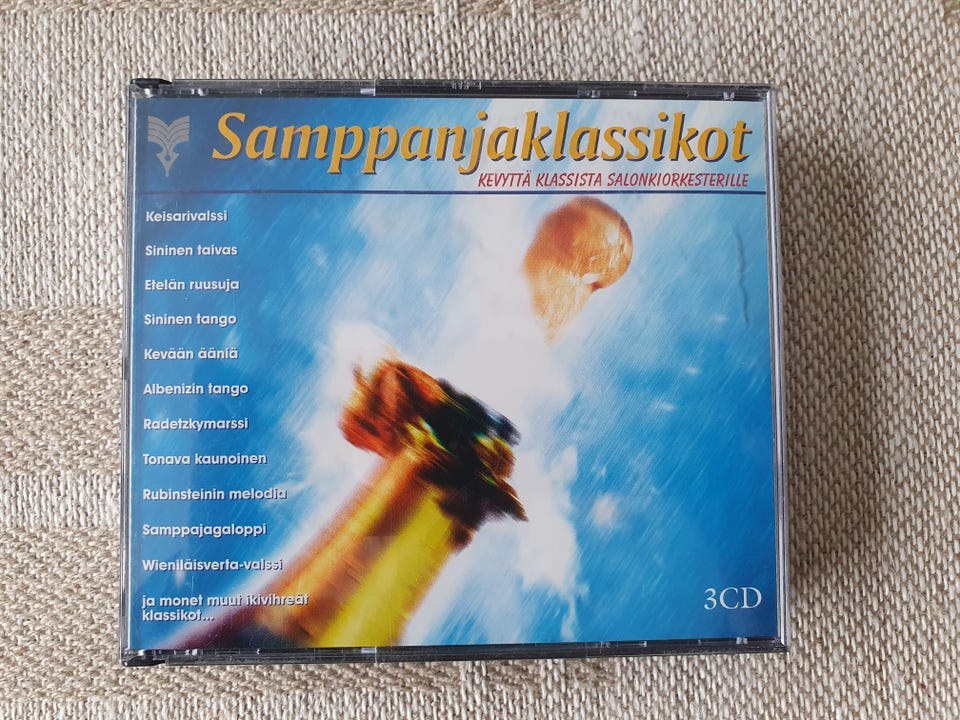 Samppanjaklassikot
KEVYTTÄ KLASSISTA SALONKIORKESTERILLE
Keisarivalssi
Sininen taivas
Etelän ruusuja
Sininen tango
Kevään ääniä
Albenizin tango
Radetzkymarssi
Tonava kaunoinen
Rubinsteinin melodia
Samppajagaloppi
Wieniläisverta-valssi
ja monet muut ikivihreät
klassikot...
3CD